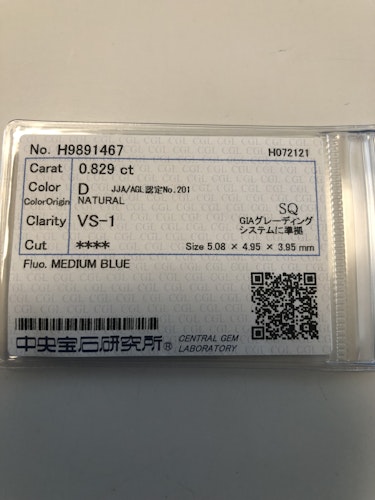 No. H9891467 H072121
Carat 0.829 ct
Color D JJA/AGL認定No.201
ColorOrigin NATURAL
SQ
Clarity VS-1 GIAグレーディング
システムに準拠
Cut **** Size 5.08 × 4.95 × 3.95 mm
Fluo. MEDIUM BLUE
中央宝石研究所® CENTRAL GEM
LABORATORY